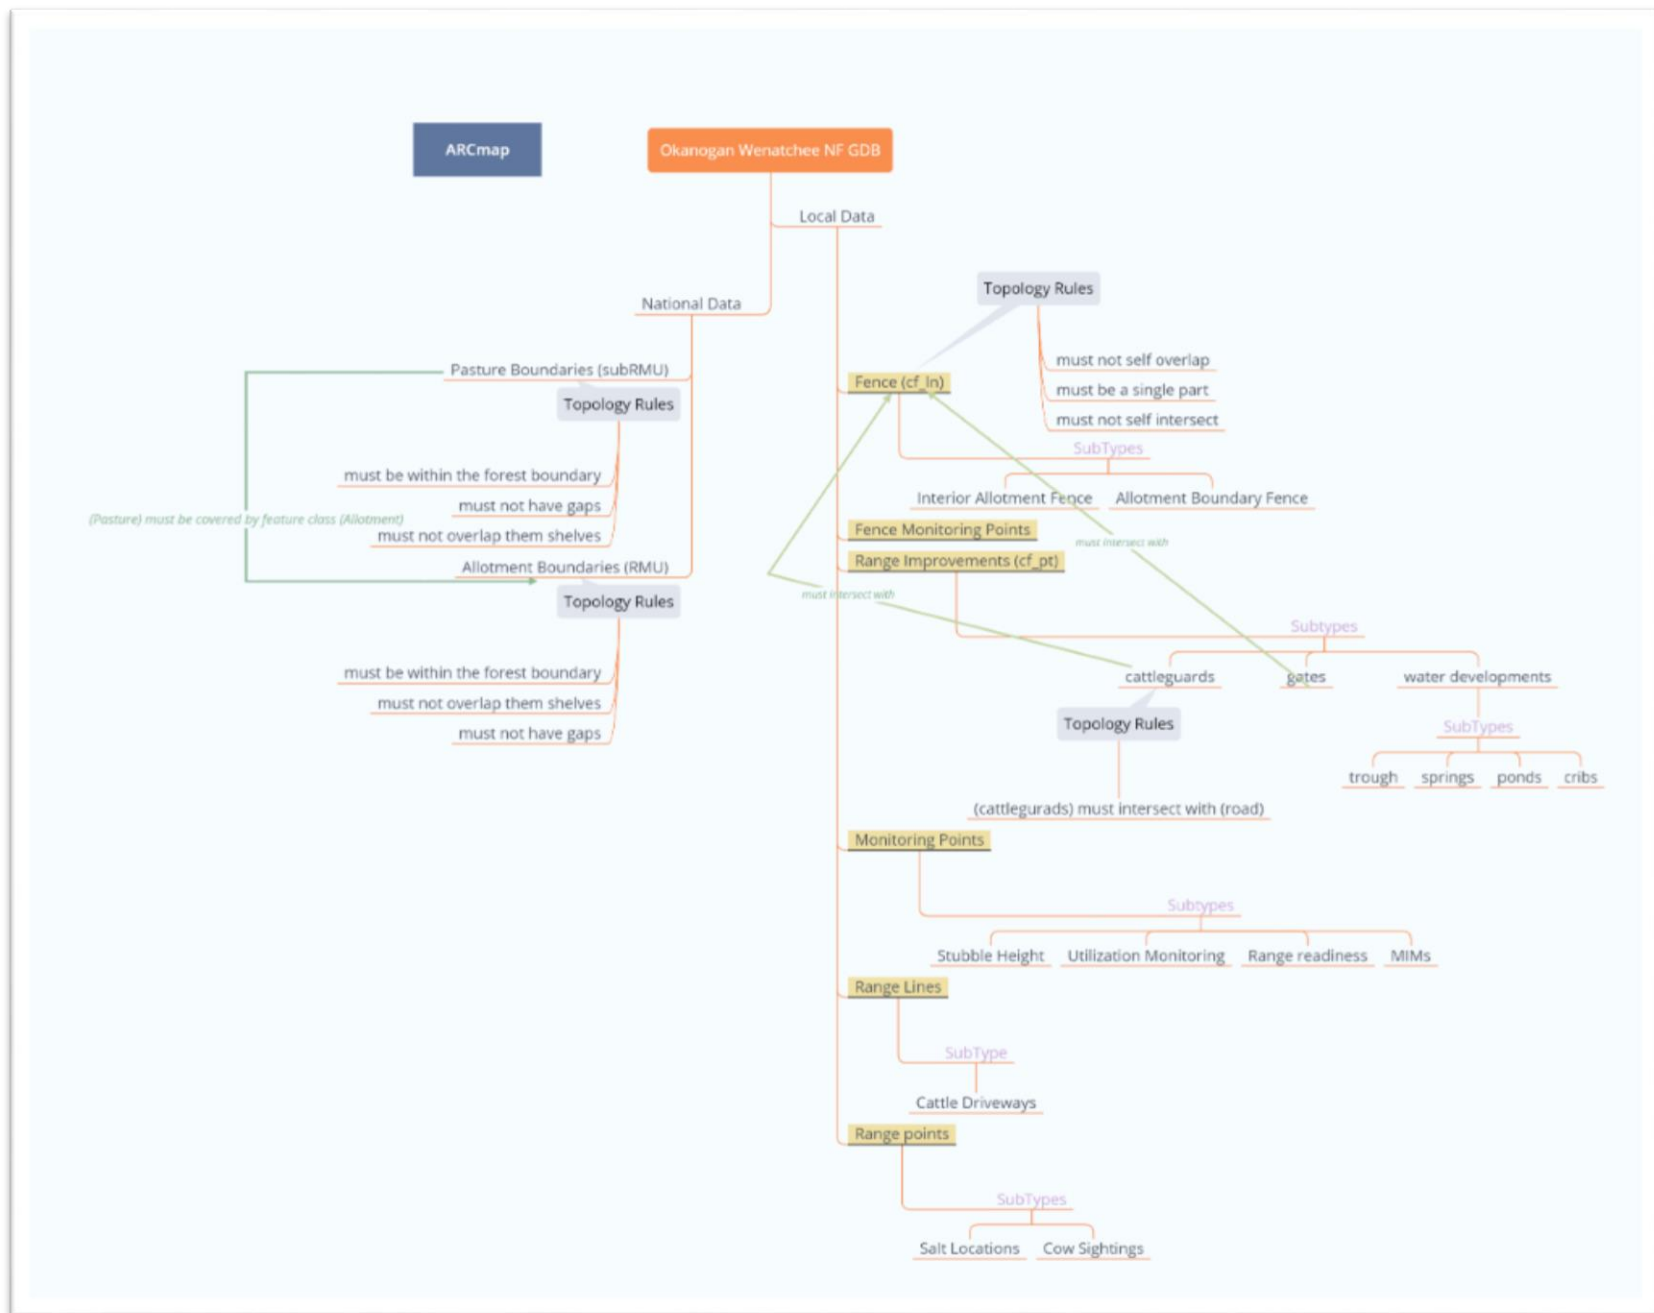 ARCmap
Okanogan Wenatchee NF GDB
Local Data
National Data
Pasture Boundaries (subRMU)
Topology Rules
must be within the forest boundary
must not have gaps
(Pasture) must be covered by feature class (Allotment)
must not overlap them shelves
Allotment Boundaries (RMU)
Topology Rules
must be within the forest boundary
must not overlap them shelves
must not have gaps
Topology Rules
must not self overlap
must be a single part
must not self intersect
Fence (cf_ln)
SubTypes
Interior Allotment Fence
Allotment Boundary Fence
Fence Monitoring Points
must intersect with
Range Improvements (cf_pt)
must intersect with
Subtypes
cattleguards
gates
water developments
Topology Rules
(cattlegurads) must intersect with (road)
SubTypes
trough
springs
ponds
cribs
Monitoring Points
Subtypes
Stubble Height
Utilization Monitoring
Range readiness
MIMs
Range Lines
SubType
Cattle Driveways
Range points
SubTypes
Salt Locations
Cow Sightings